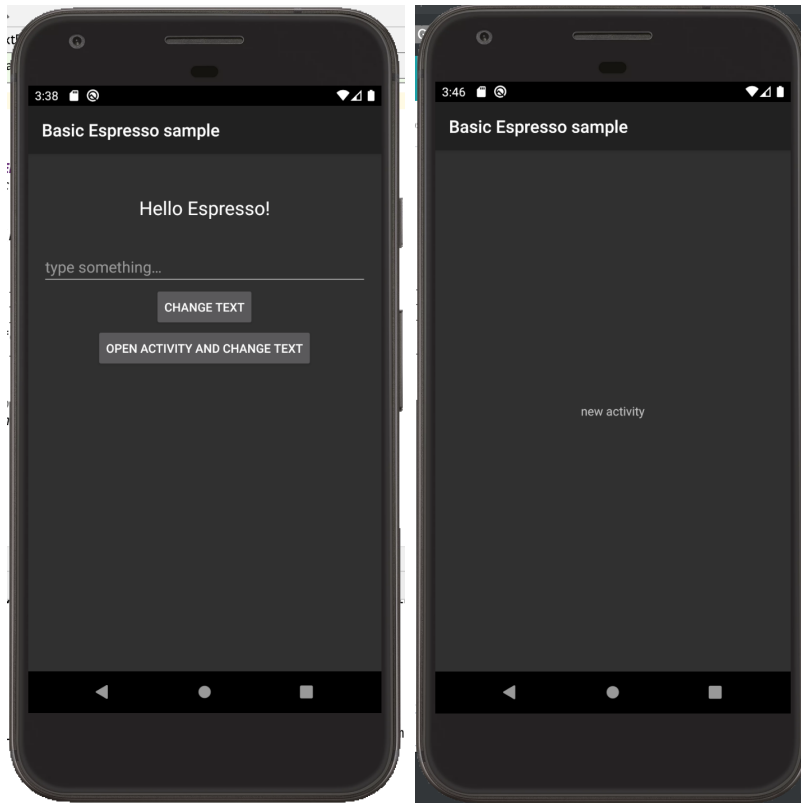 3:38
Basic Espresso sample
Hello Espresso!
type something...
CHANGE TEXT
OPEN ACTIVITY AND CHANGE TEXT
3:46
Basic Espresso sample
new activity